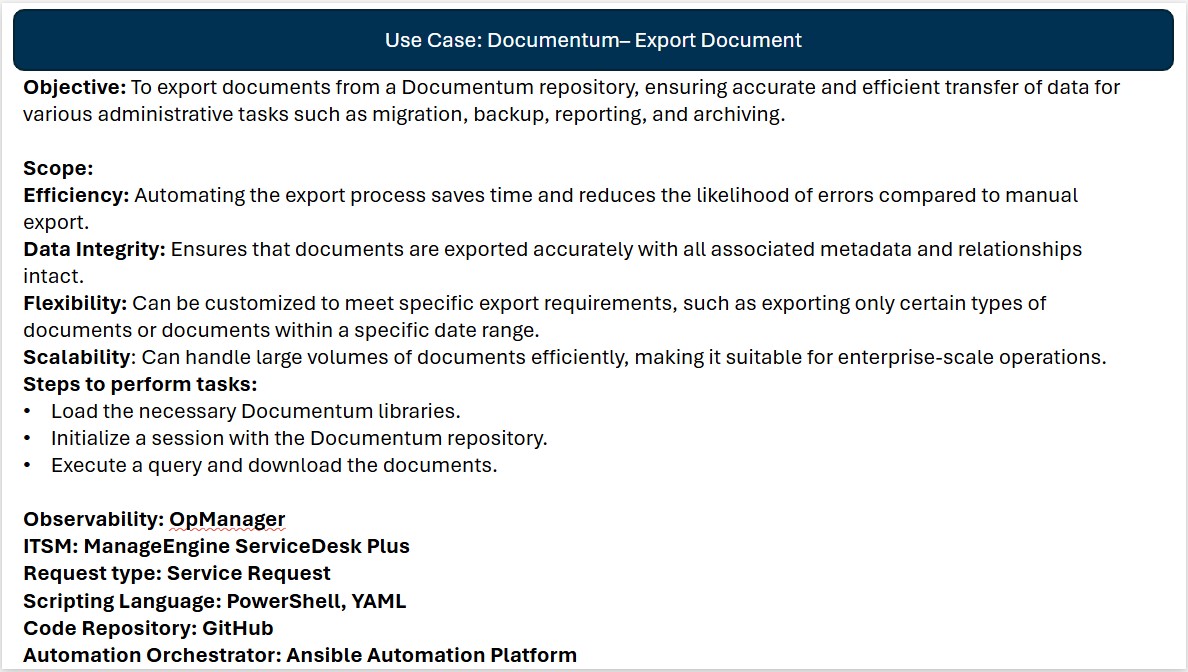 Use Case: Documentum– Export Document
Objective: To export documents from a Documentum repository, ensuring accurate and efficient transfer of data for
various administrative tasks such as migration, backup, reporting, and archiving.
Scope:
Efficiency: Automating the export process saves time and reduces the likelihood of errors compared to manual
export.
Data Integrity: Ensures that documents are exported accurately with all associated metadata and relationships
intact.
Flexibility: Can be customized to meet specific export requirements, such as exporting only certain types of
documents or documents within a specific date range.
Scalability: Can handle large volumes of documents efficiently, making it suitable for enterprise-scale operations.
Steps to perform tasks:
• Load the necessary Documentum libraries.
• Initialize a session with the Documentum repository.
• Execute a query and download the documents.
Observability: OpManager
ITSM: ManageEngine ServiceDesk Plus
Request type: Service Request
Scripting Language: PowerShell, YAML
Code Repository: GitHub
Automation Orchestrator: Ansible Automation Platform